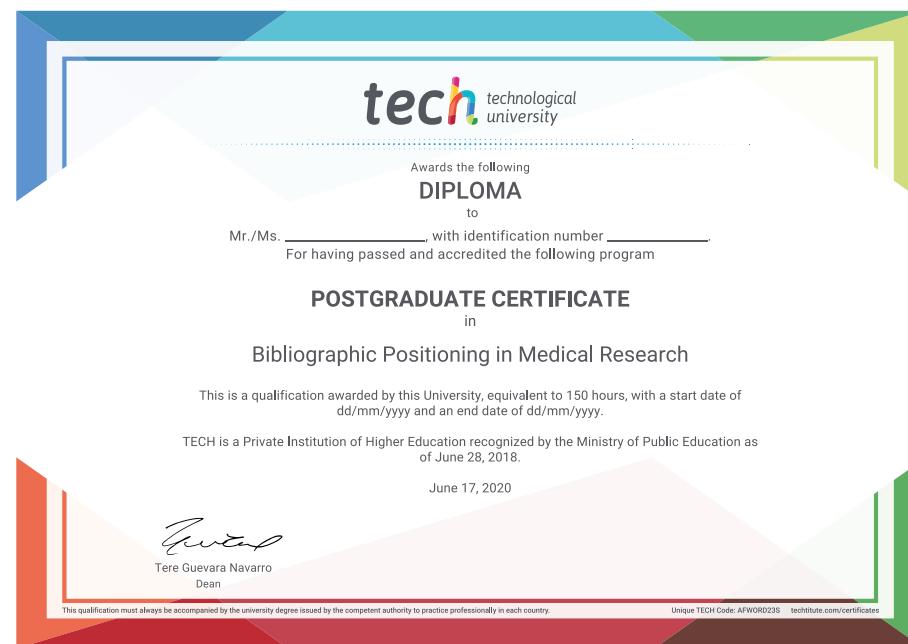 tech technological
university
Awards the following
DIPLOMA
to
Mr./Ms. ____________________, with identification number ______________.
For having passed and accredited the following program
POSTGRADUATE CERTIFICATE
in
Bibliographic Positioning in Medical Research
This is a qualification awarded by this University, equivalent to 150 hours, with a start date of
dd/mm/yyyy and an end date of dd/mm/yyyy.
TECH is a Private Institution of Higher Education recognized by the Ministry of Public Education as
of June 28, 2018.
June 17, 2020
Tere Guevara Navarro
Dean
This qualification must always be accompanied by the university degree issued by the competent authority to practice professionally in each country. Unique TECH Code: AFWORD23S techtitute.com/certificates